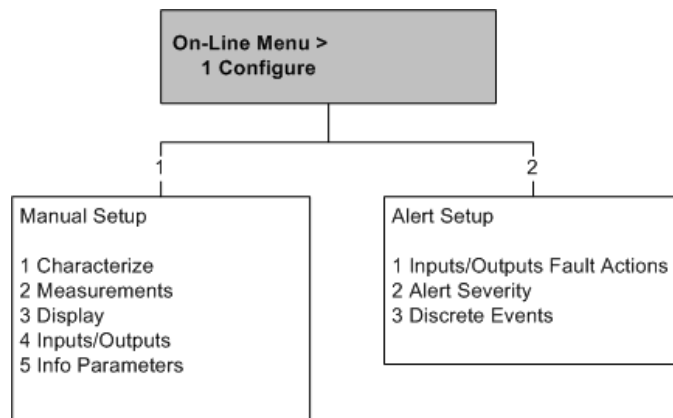 On-Line Menu >
1 Configure
1
2
Manual Setup
1 Characterize
2 Measurements
3 Display
4 Inputs/Outputs
5 Info Parameters
Alert Setup
1 Inputs/Outputs Fault Actions
2 Alert Severity
3 Discrete Events